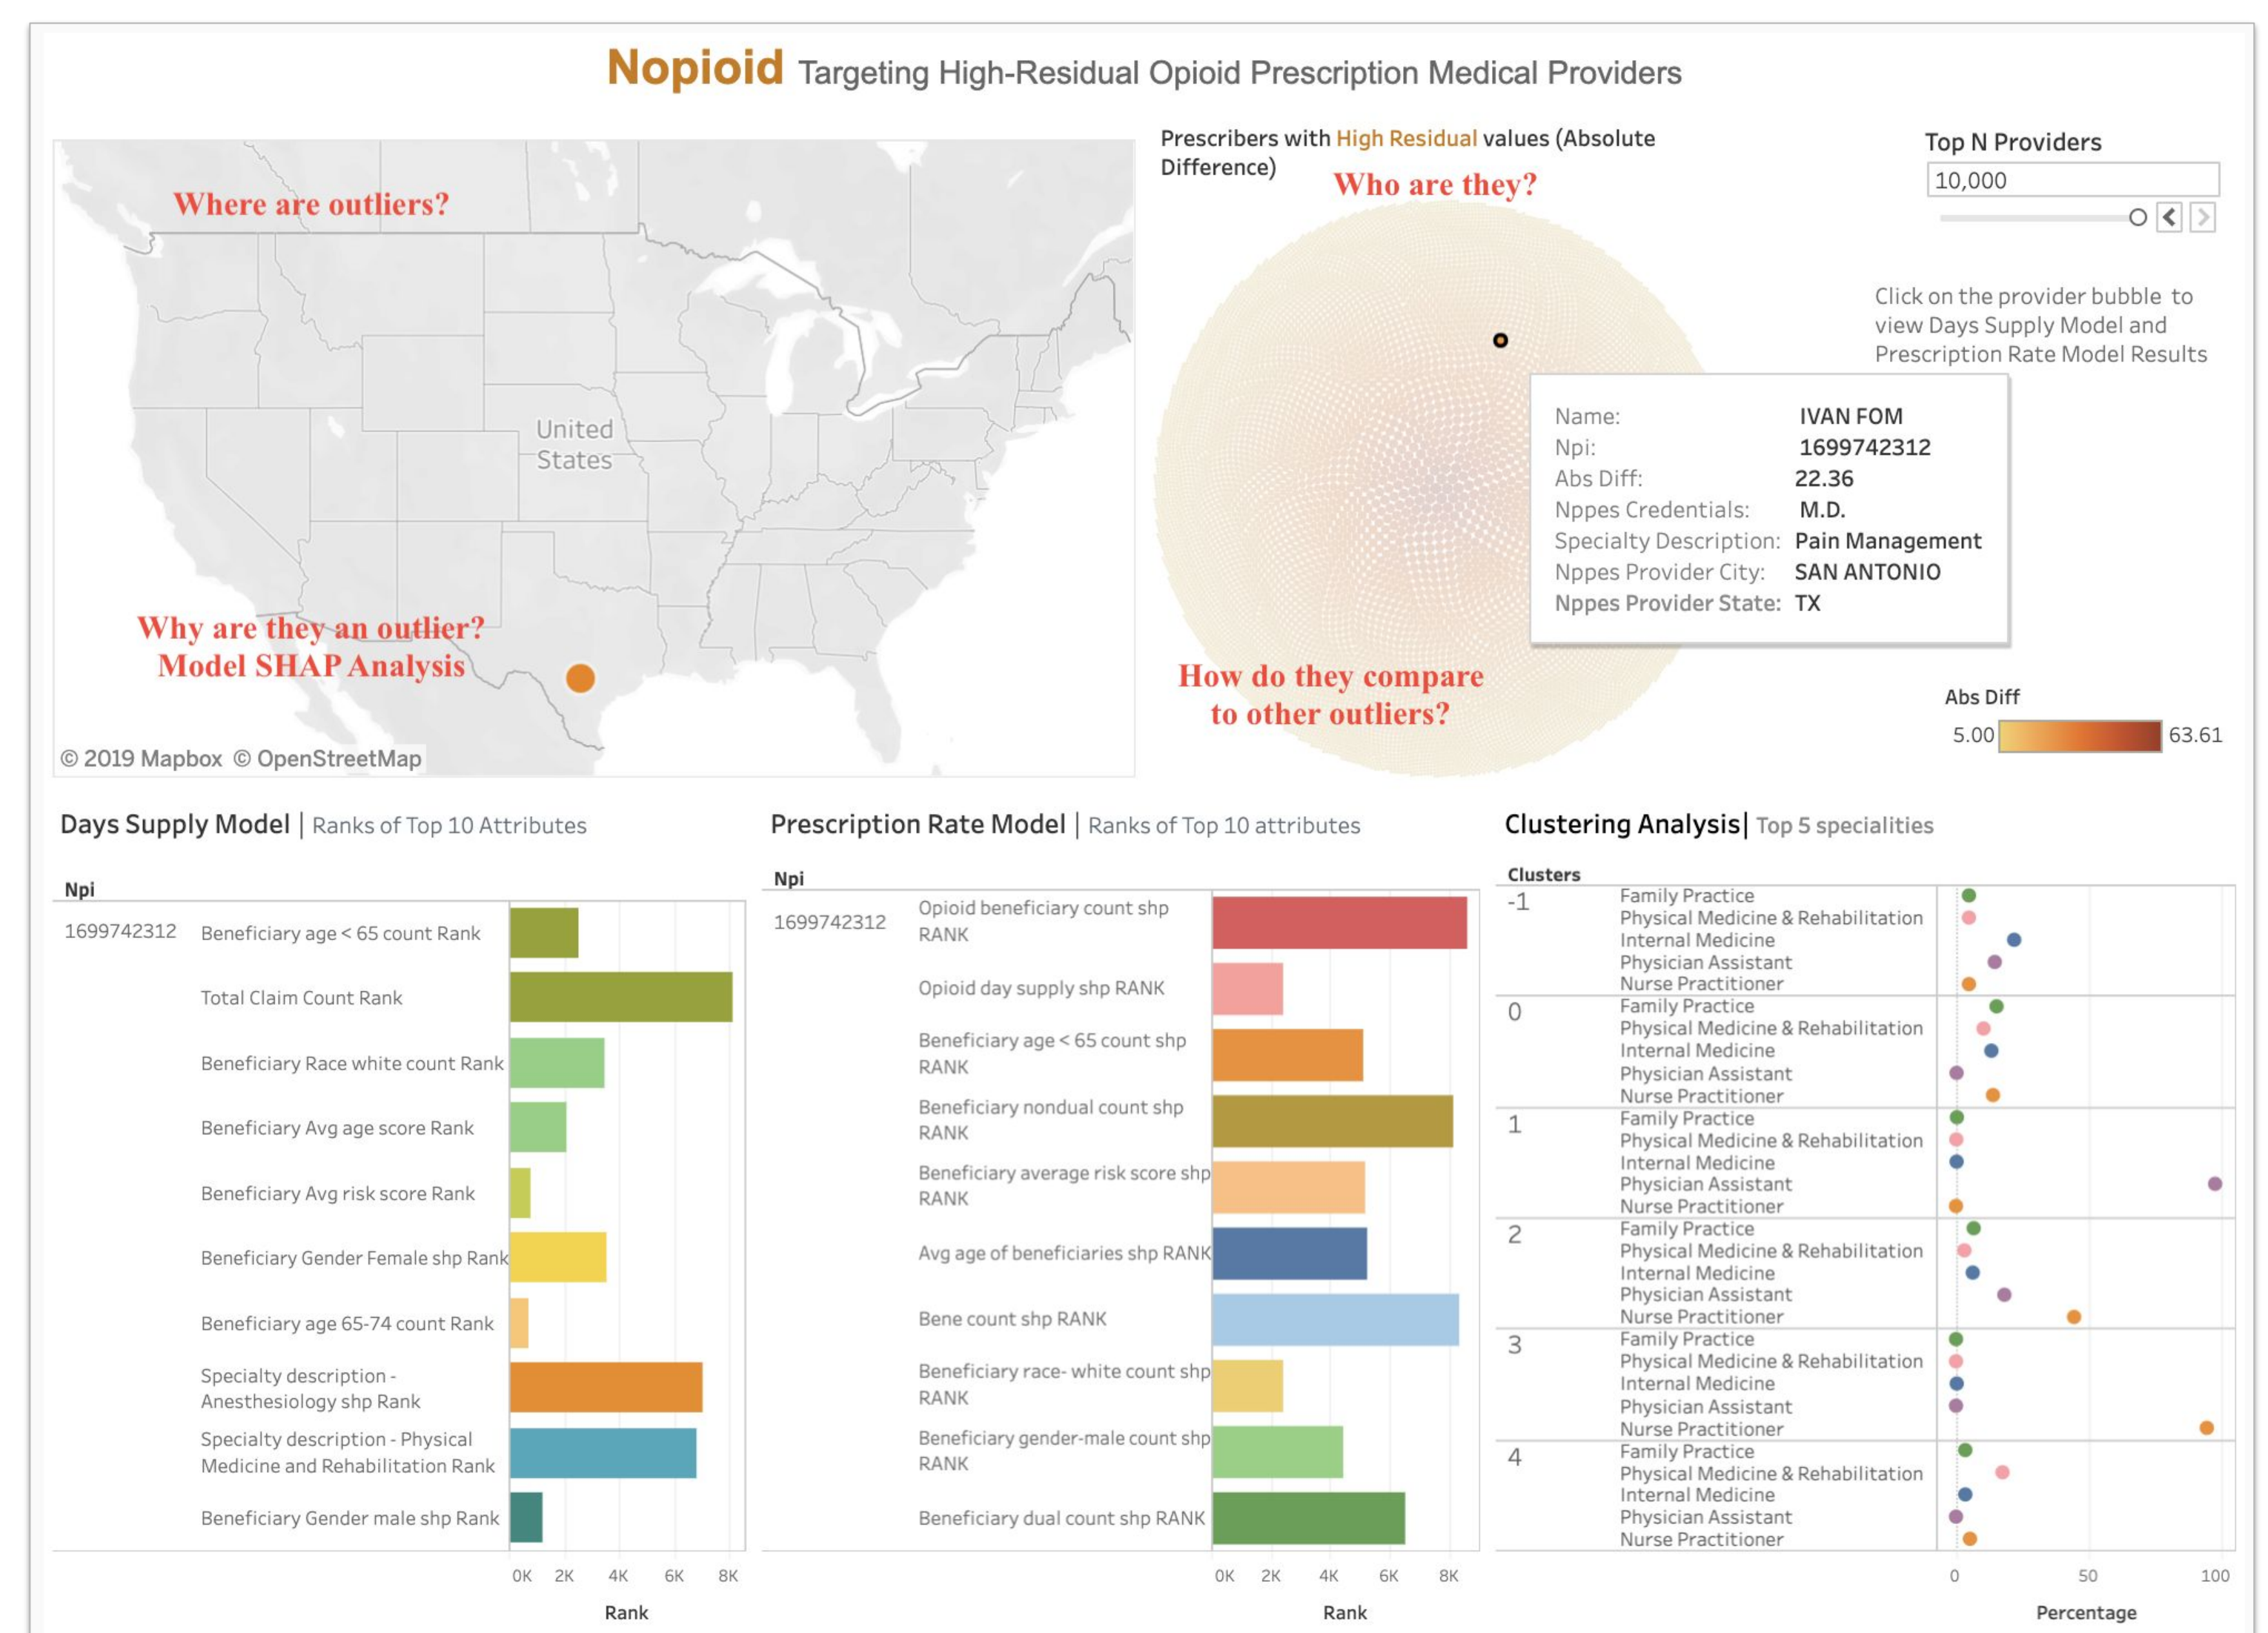 Nopioid Targeting High-Residual Opioid Prescription Medical Providers
Where are outliers?
United
States
Why are they an outlier?
Model SHAP Analysis
© 2019 Mapbox © OpenStreetMap
Prescribers with High Residual values (Absolute
Difference)
Who are they?
How do they compare
to other outliers?
Name: IVAN FOM
Npi: 1699742312
Abs Diff: 22.36
Nppes Credentials: M.D.
Specialty Description: Pain Management
Nppes Provider City: SAN ANTONIO
Nppes Provider State: TX
Top N Providers
10,000
Click on the provider bubble to
view Days Supply Model and
Prescription Rate Model Results
Abs Diff
5.00 63.61
Days Supply Model | Ranks of Top 10 Attributes
Npi
1699742312
Beneficiary age < 65 count Rank
Total Claim Count Rank
Beneficiary Race white count Rank
Beneficiary Avg age score Rank
Beneficiary Avg risk score Rank
Beneficiary Gender Female shp Rank
Beneficiary age 65-74 count Rank
Specialty description -
Anesthesiology shp Rank
Specialty description - Physical
Medicine and Rehabilitation Rank
Beneficiary Gender male shp Rank
0K 2K 4K 6K 8K
Rank
Prescription Rate Model | Ranks of Top 10 attributes
Npi
1699742312
Opioid beneficiary count shp
RANK
Opioid day supply shp RANK
Beneficiary age < 65 count shp
RANK
Beneficiary nondual count shp
RANK
Beneficiary average risk score shp
RANK
Avg age of beneficiaries shp RANK
Bene count shp RANK
Beneficiary race- white count shp
RANK
Beneficiary gender-male count shp
RANK
Beneficiary dual count shp RANK
0K 2K 4K 6K 8K
Rank
Clustering Analysis| Top 5 specialities
Clusters
-1
Family Practice
Physical Medicine & Rehabilitation
Internal Medicine
Physician Assistant
Nurse Practitioner
0
Family Practice
Physical Medicine & Rehabilitation
Internal Medicine
Physician Assistant
Nurse Practitioner
1
Family Practice
Physical Medicine & Rehabilitation
Internal Medicine
Physician Assistant
Nurse Practitioner
2
Family Practice
Physical Medicine & Rehabilitation
Internal Medicine
Physician Assistant
Nurse Practitioner
3
Family Practice
Physical Medicine & Rehabilitation
Internal Medicine
Physician Assistant
Nurse Practitioner
4
Family Practice
Physical Medicine & Rehabilitation
Internal Medicine
Physician Assistant
Nurse Practitioner
0 50 100
Percentage